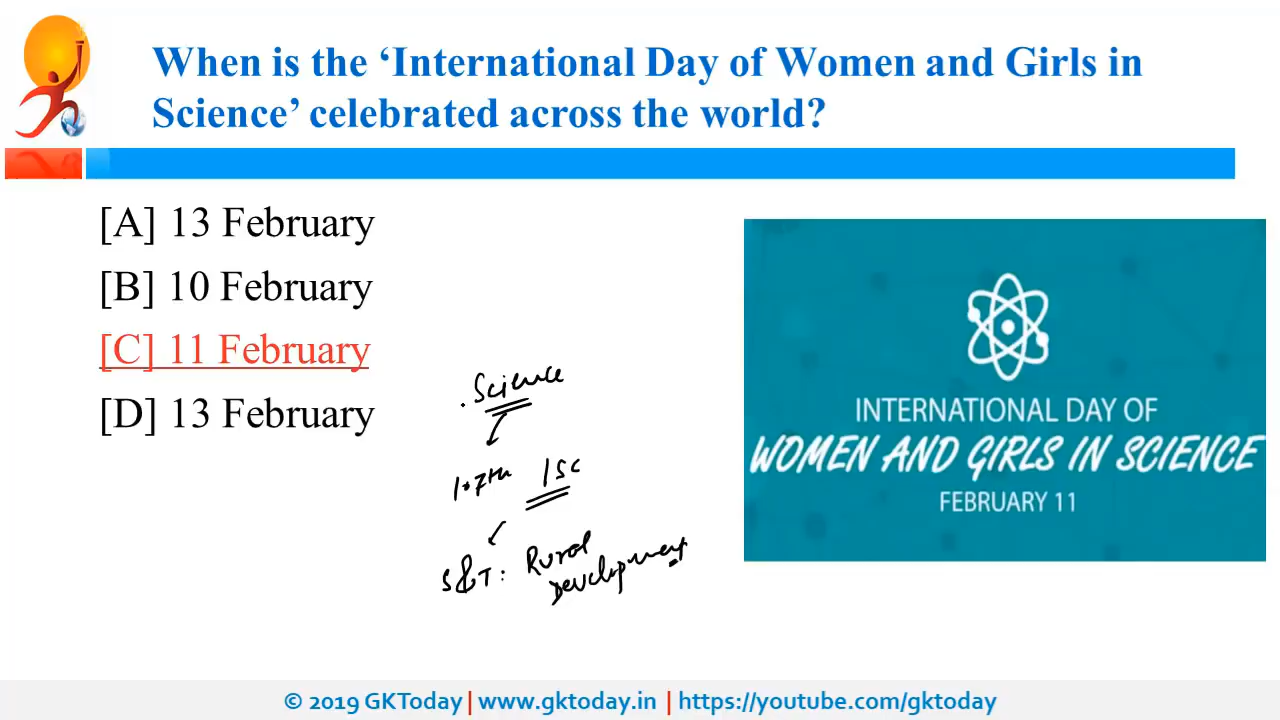 When is the ‘International Day of Women and Girls in
Science’ celebrated across the world?
[A] 13 February
[B] 10 February
[C] 11 February
[D] 13 February
Science
107th ISC
S&T: Rural
Development
INTERNATIONAL DAY OF
WOMEN AND GIRLS IN SCIENCE
FEBRUARY 11
© 2019 GKToday | www.gktoday.in | https://youtube.com/gktoday